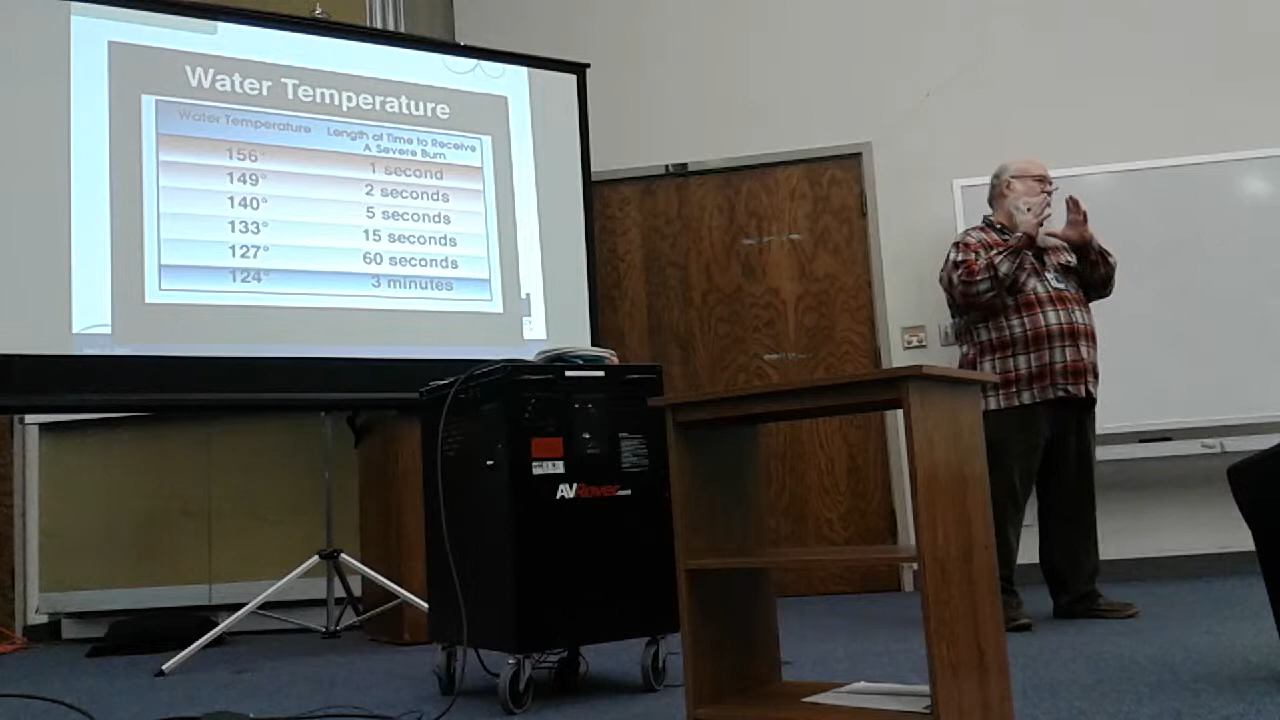 Water Temperature
Water Temperature Length of Time to Receive
A Severe Burn
156° 1 second
149° 2 seconds
140° 5 seconds
133° 15 seconds
127° 60 seconds
124° 3 minutes
AVRover.com